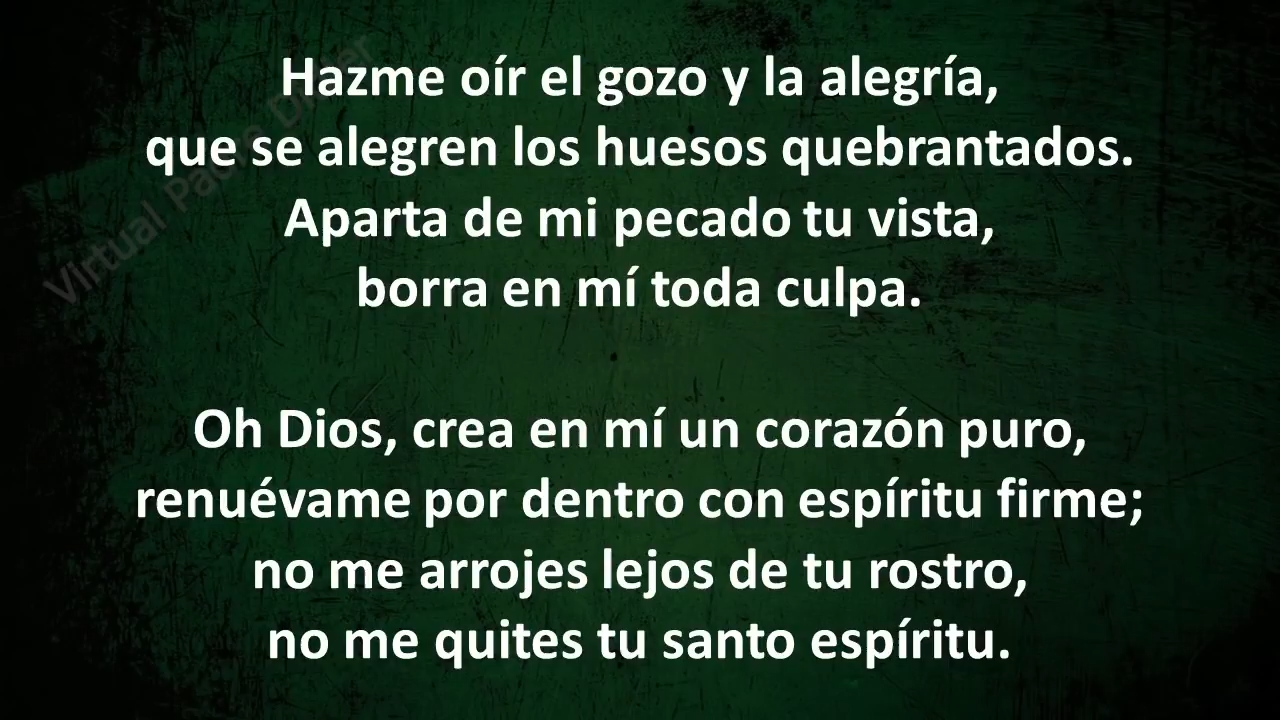 Hazme oír el gozo y la alegría,
que se alegren los huesos quebrantados.
Aparta de mi pecado tu vista,
borra en mí toda culpa.
Oh Dios, crea en mí un corazón puro,
renuévame por dentro con espíritu firme;
no me arrojes lejos de tu rostro,
no me quites tu santo espíritu.
Virtual